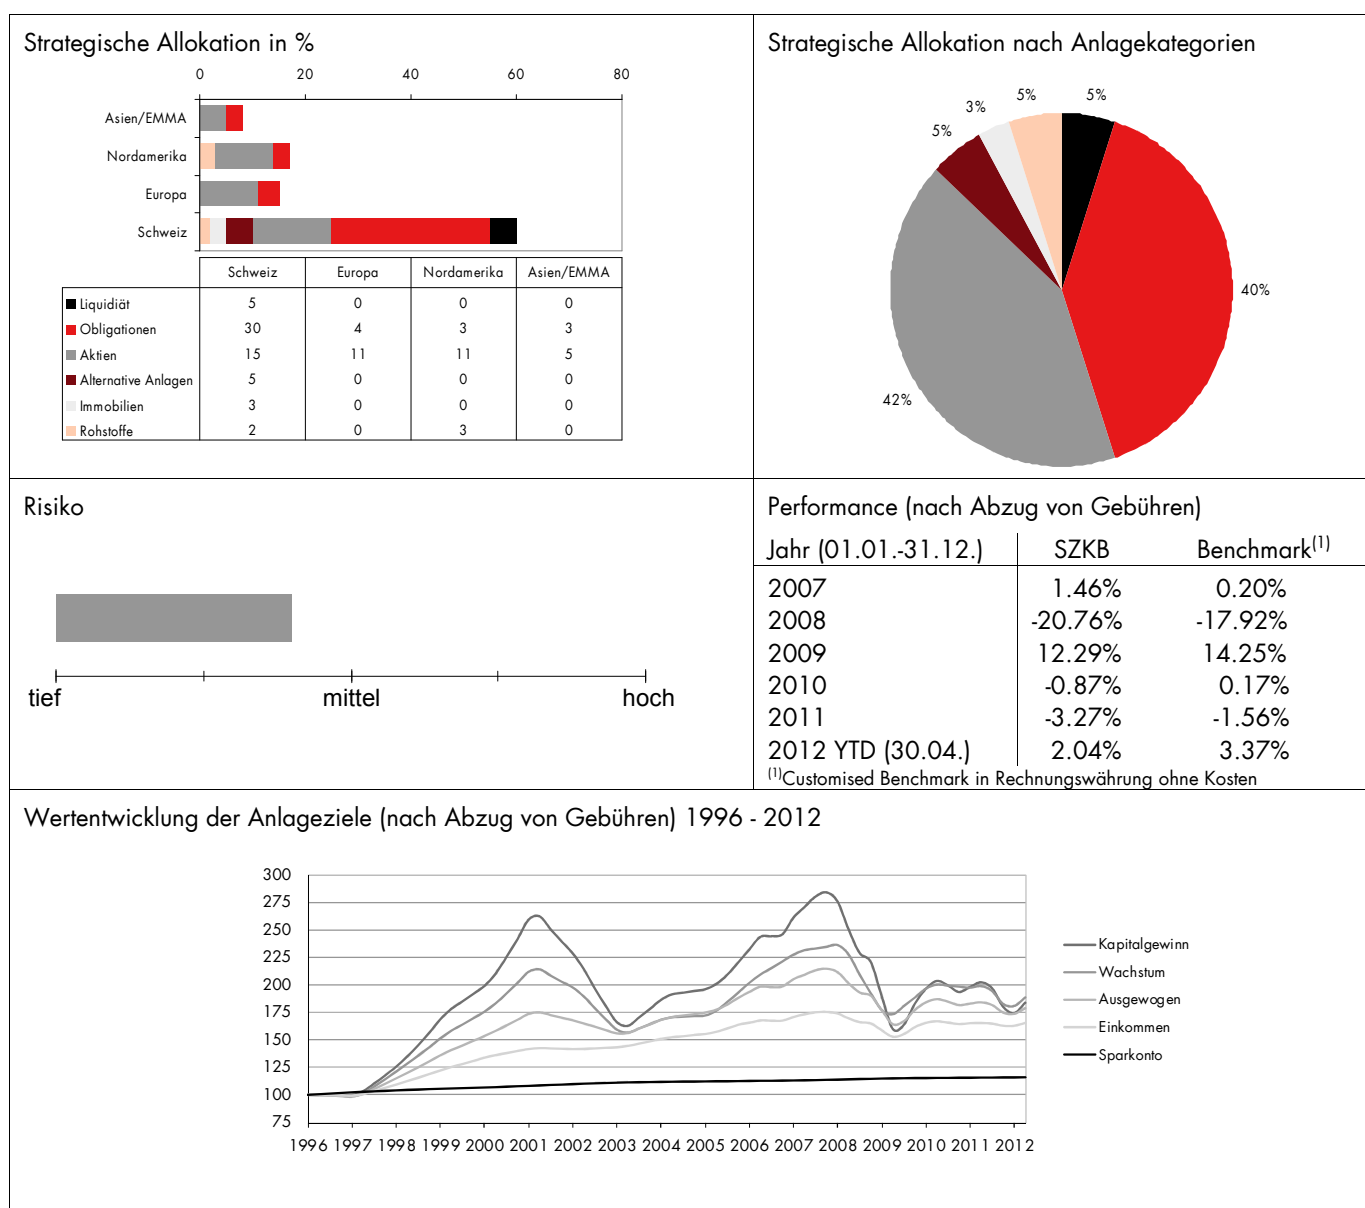 Strategische Allokation in %
0 20 40 60 80
Asien/EMMA
Nordamerika
Europa
Schweiz
Schweiz Europa Nordamerika Asien/EMMA
Liquidiät 5 0 0 0
Obligationen 30 4 3 3
Aktien 15 11 11 5
Alternative Anlagen 5 0 0 0
Immobilien 3 0 0 0
Rohstoffe 2 0 3 0
Strategische Allokation nach Anlagekategorien
5% 5%
3%
5%
40%
42%
Risiko
tief mittel hoch
Performance (nach Abzug von Gebühren)
Jahr (01.01.-31.12.) SZKB Benchmark(1)
2007 1.46% 0.20%
2008 -20.76% -17.92%
2009 12.29% 14.25%
2010 -0.87% 0.17%
2011 -3.27% -1.56%
2012 YTD (30.04.) 2.04% 3.37%
(1)Customised Benchmark in Rechnungswährung ohne Kosten
Wertentwicklung der Anlageziele (nach Abzug von Gebühren) 1996 - 2012
300
275
250
225
200
175
150
125
100
75
1996 1997 1998 1999 2000 2001 2002 2003 2004 2005 2006 2007 2008 2009 2010 2011 2012
Kapitalgewinn
Wachstum
Ausgewogen
Einkommen
Sparkonto